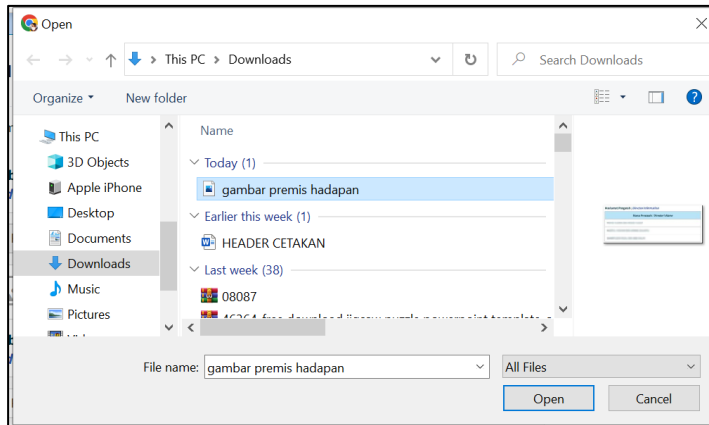 Open
This PC > Downloads
Search Downloads
Organize
New folder
This PC
3D Objects
Apple iPhone
Desktop
Documents
Downloads
Music
Pictures
Name
Today (1)
gambar premis hadapan
Earlier this week (1)
HEADER CETAKAN
Last week (38)
08087
File name: gambar premis hadapan
All Files
Open
Cancel